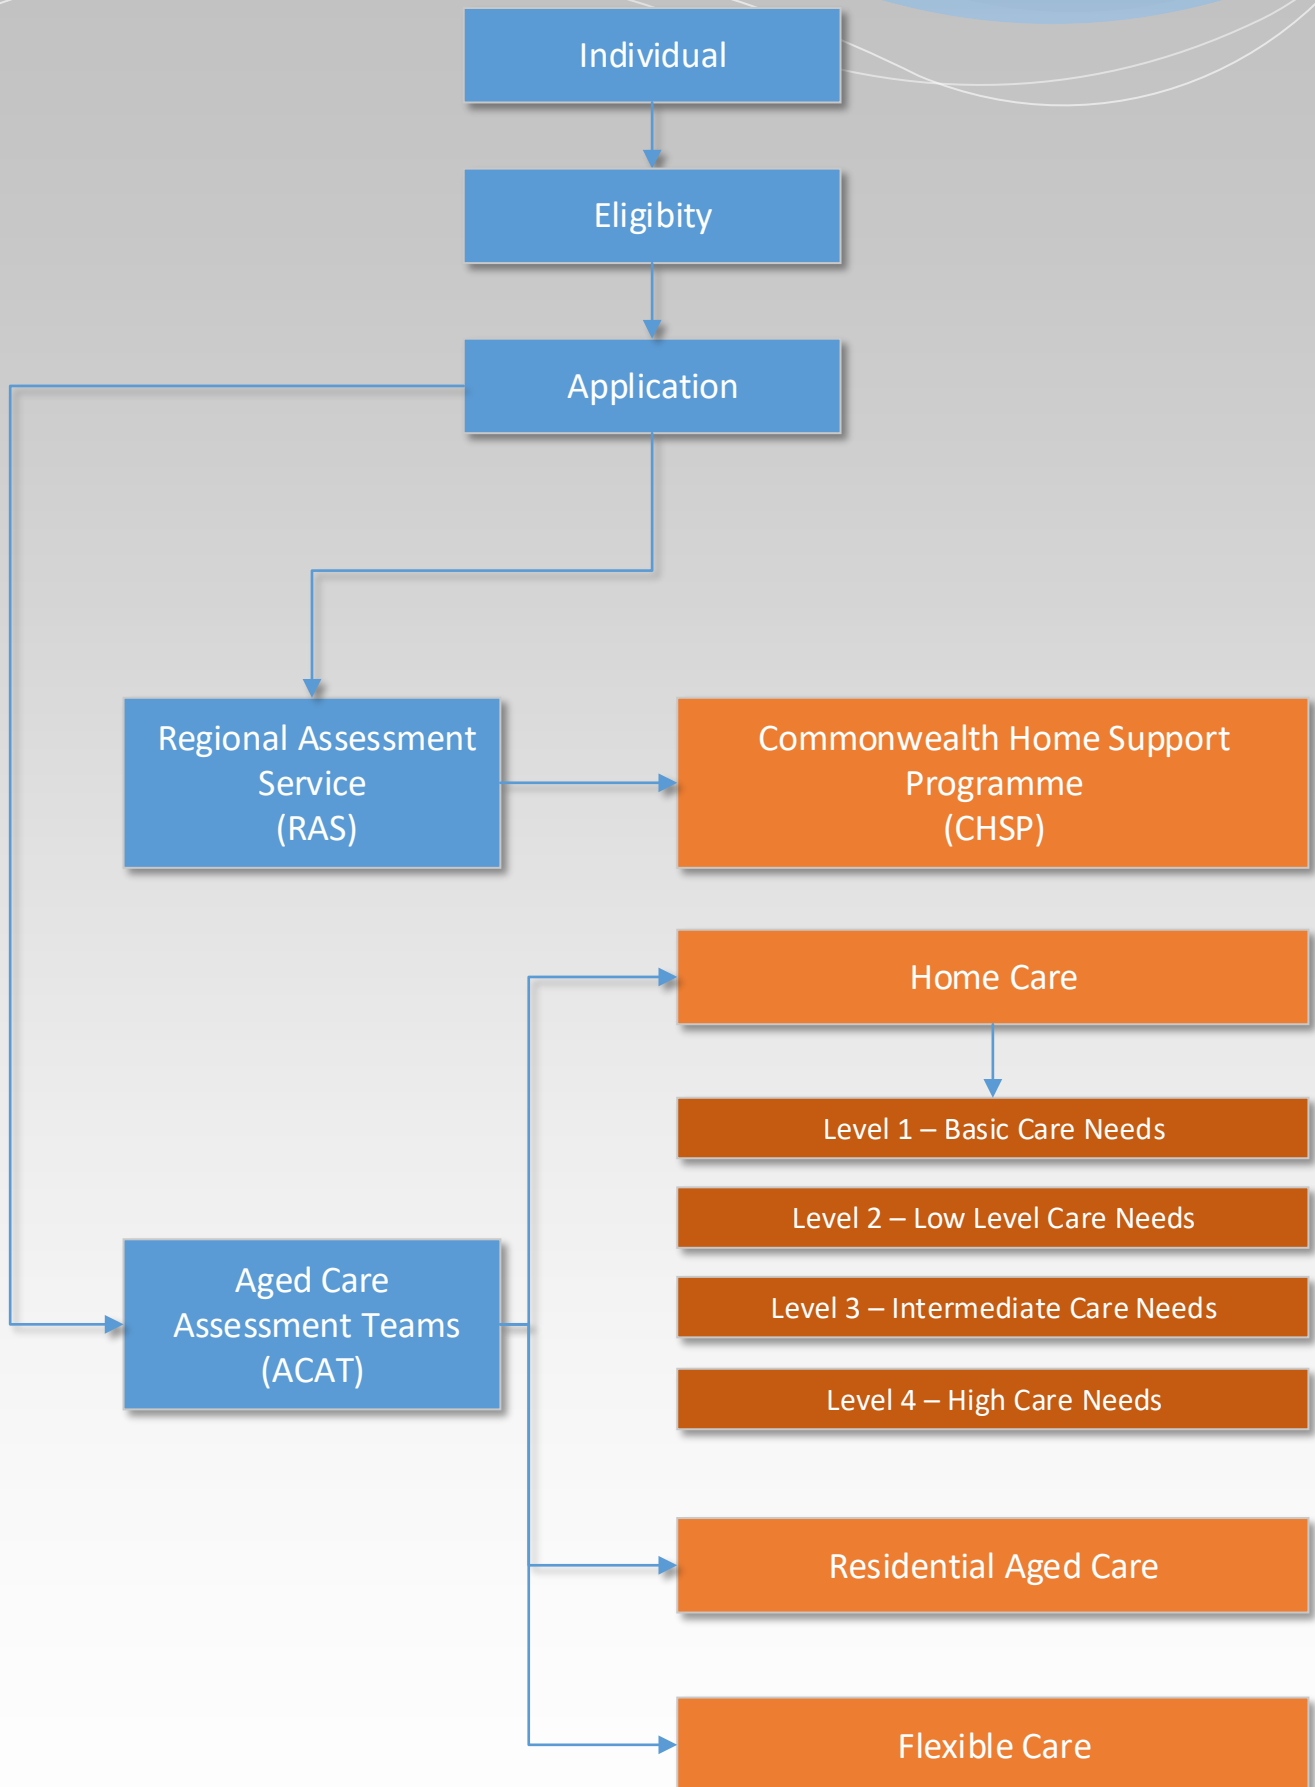 Individual
Eligibity
Application
Regional Assessment
Service
(RAS)
Commonwealth Home Support
Programme
(CHSP)
Home Care
Level 1 – Basic Care Needs
Level 2 – Low Level Care Needs
Level 3 – Intermediate Care Needs
Level 4 – High Care Needs
Aged Care
Assessment Teams
(ACAT)
Residential Aged Care
Flexible Care